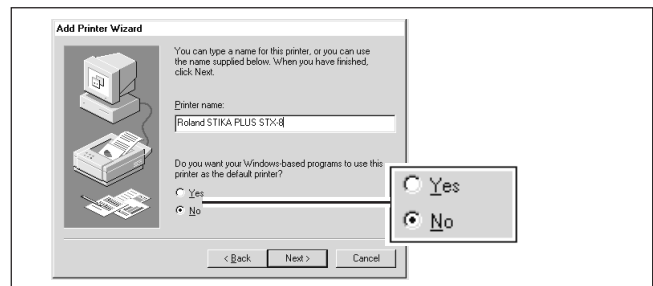 Add Printer Wizard
You can type a name for this printer, or you can use
the name supplied below. When you have finished,
click Next.
Printer name:
Roland STIKA PLUS STX-8
Do you want your Windows-based programs to use this
printer as the default printer?
Yes
No
Yes
No
< Back Next > Cancel